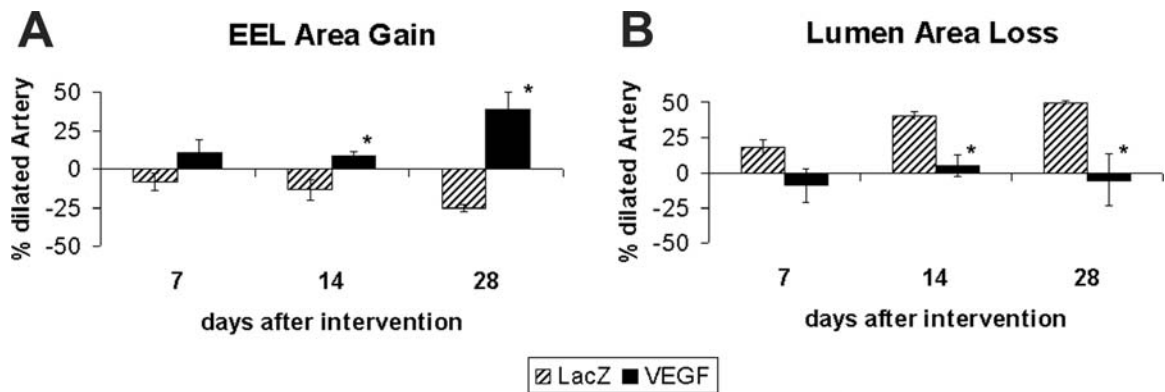 A
EEL Area Gain
% dilated Artery
50
25
0
-25
-50
*
*
7 14 28
days after intervention
B
Lumen Area Loss
% dilated Artery
50
25
0
-25
-50
*
*
7 14 28
days after intervention
LacZ VEGF